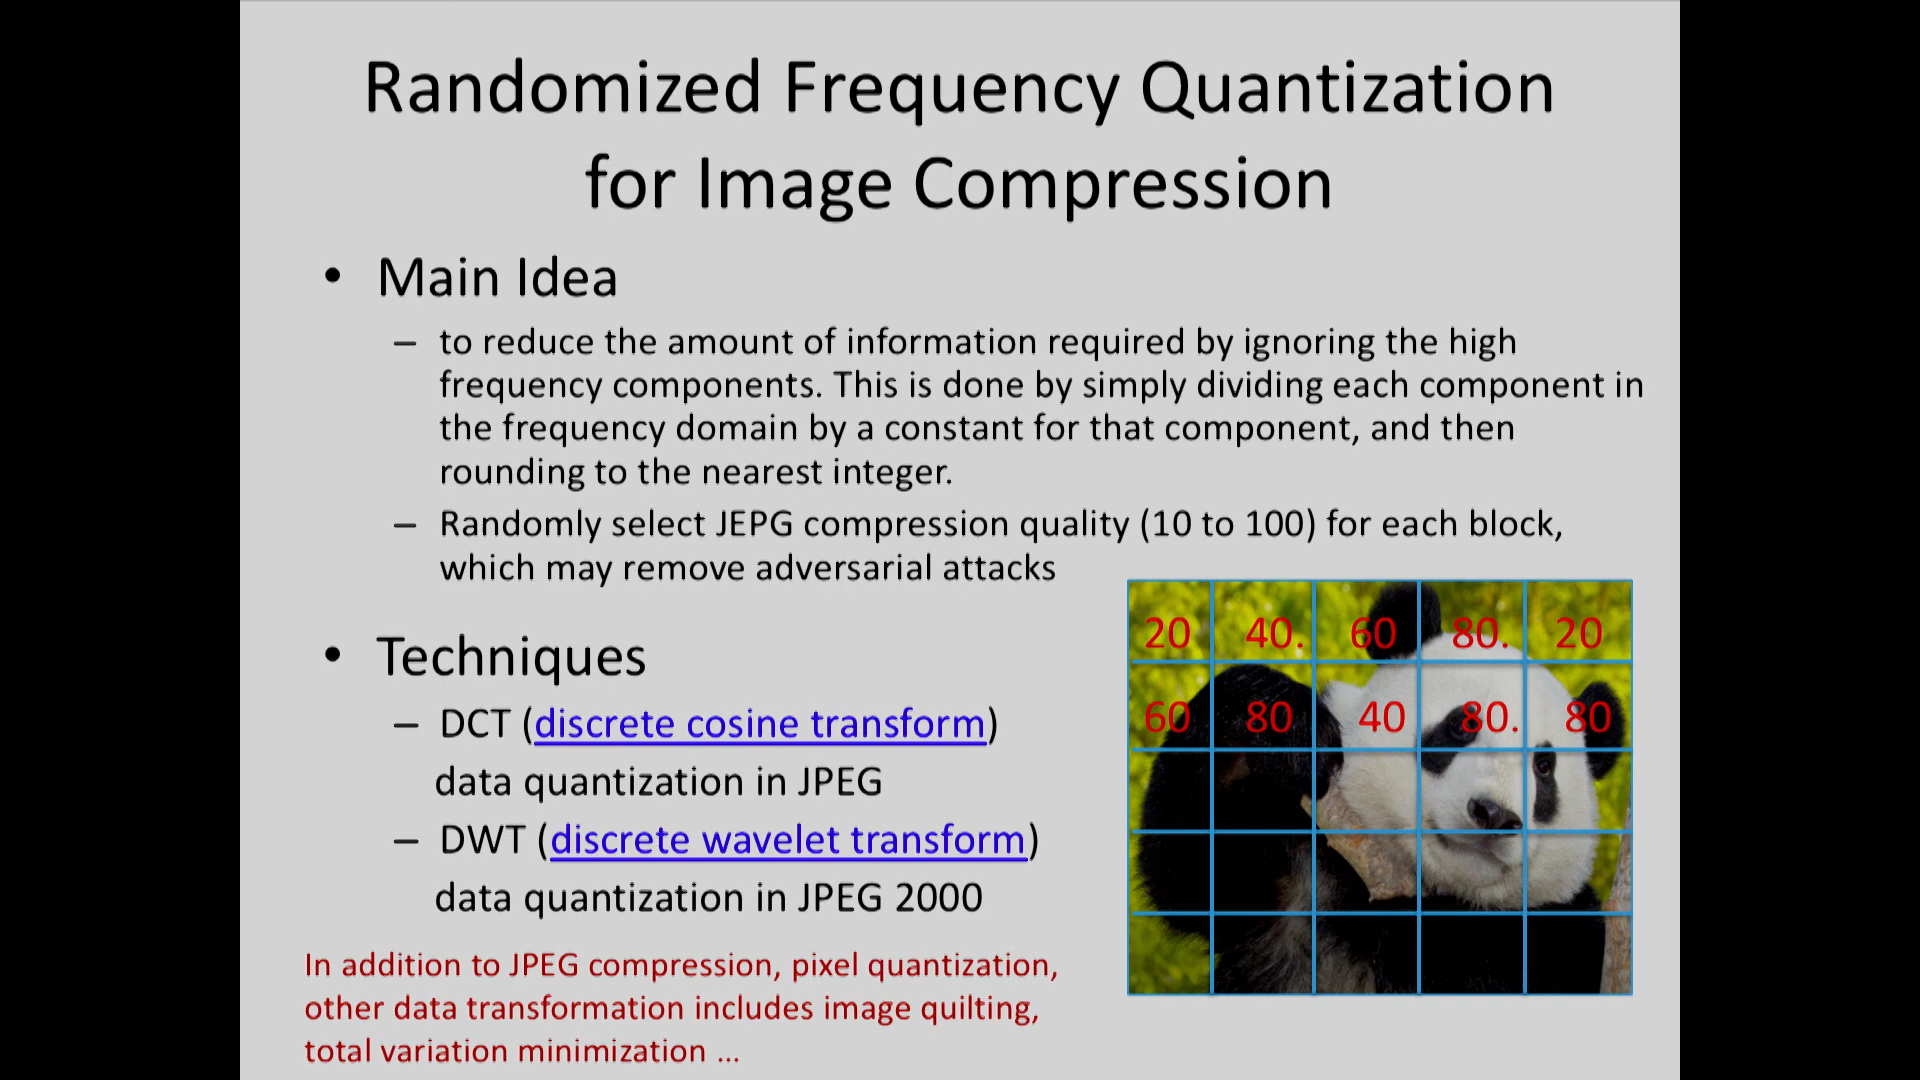 Randomized Frequency Quantization
for Image Compression
• Main Idea
– to reduce the amount of information required by ignoring the high
frequency components. This is done by simply dividing each component in
the frequency domain by a constant for that component, and then
rounding to the nearest integer.
– Randomly select JEPG compression quality (10 to 100) for each block,
which may remove adversarial attacks
• Techniques
– DCT (discrete cosine transform)
data quantization in JPEG
– DWT (discrete wavelet transform)
data quantization in JPEG 2000
In addition to JPEG compression, pixel quantization,
other data transformation includes image quilting,
total variation minimization ...
20 40. 60 80. 20
60 80 40 80. 80